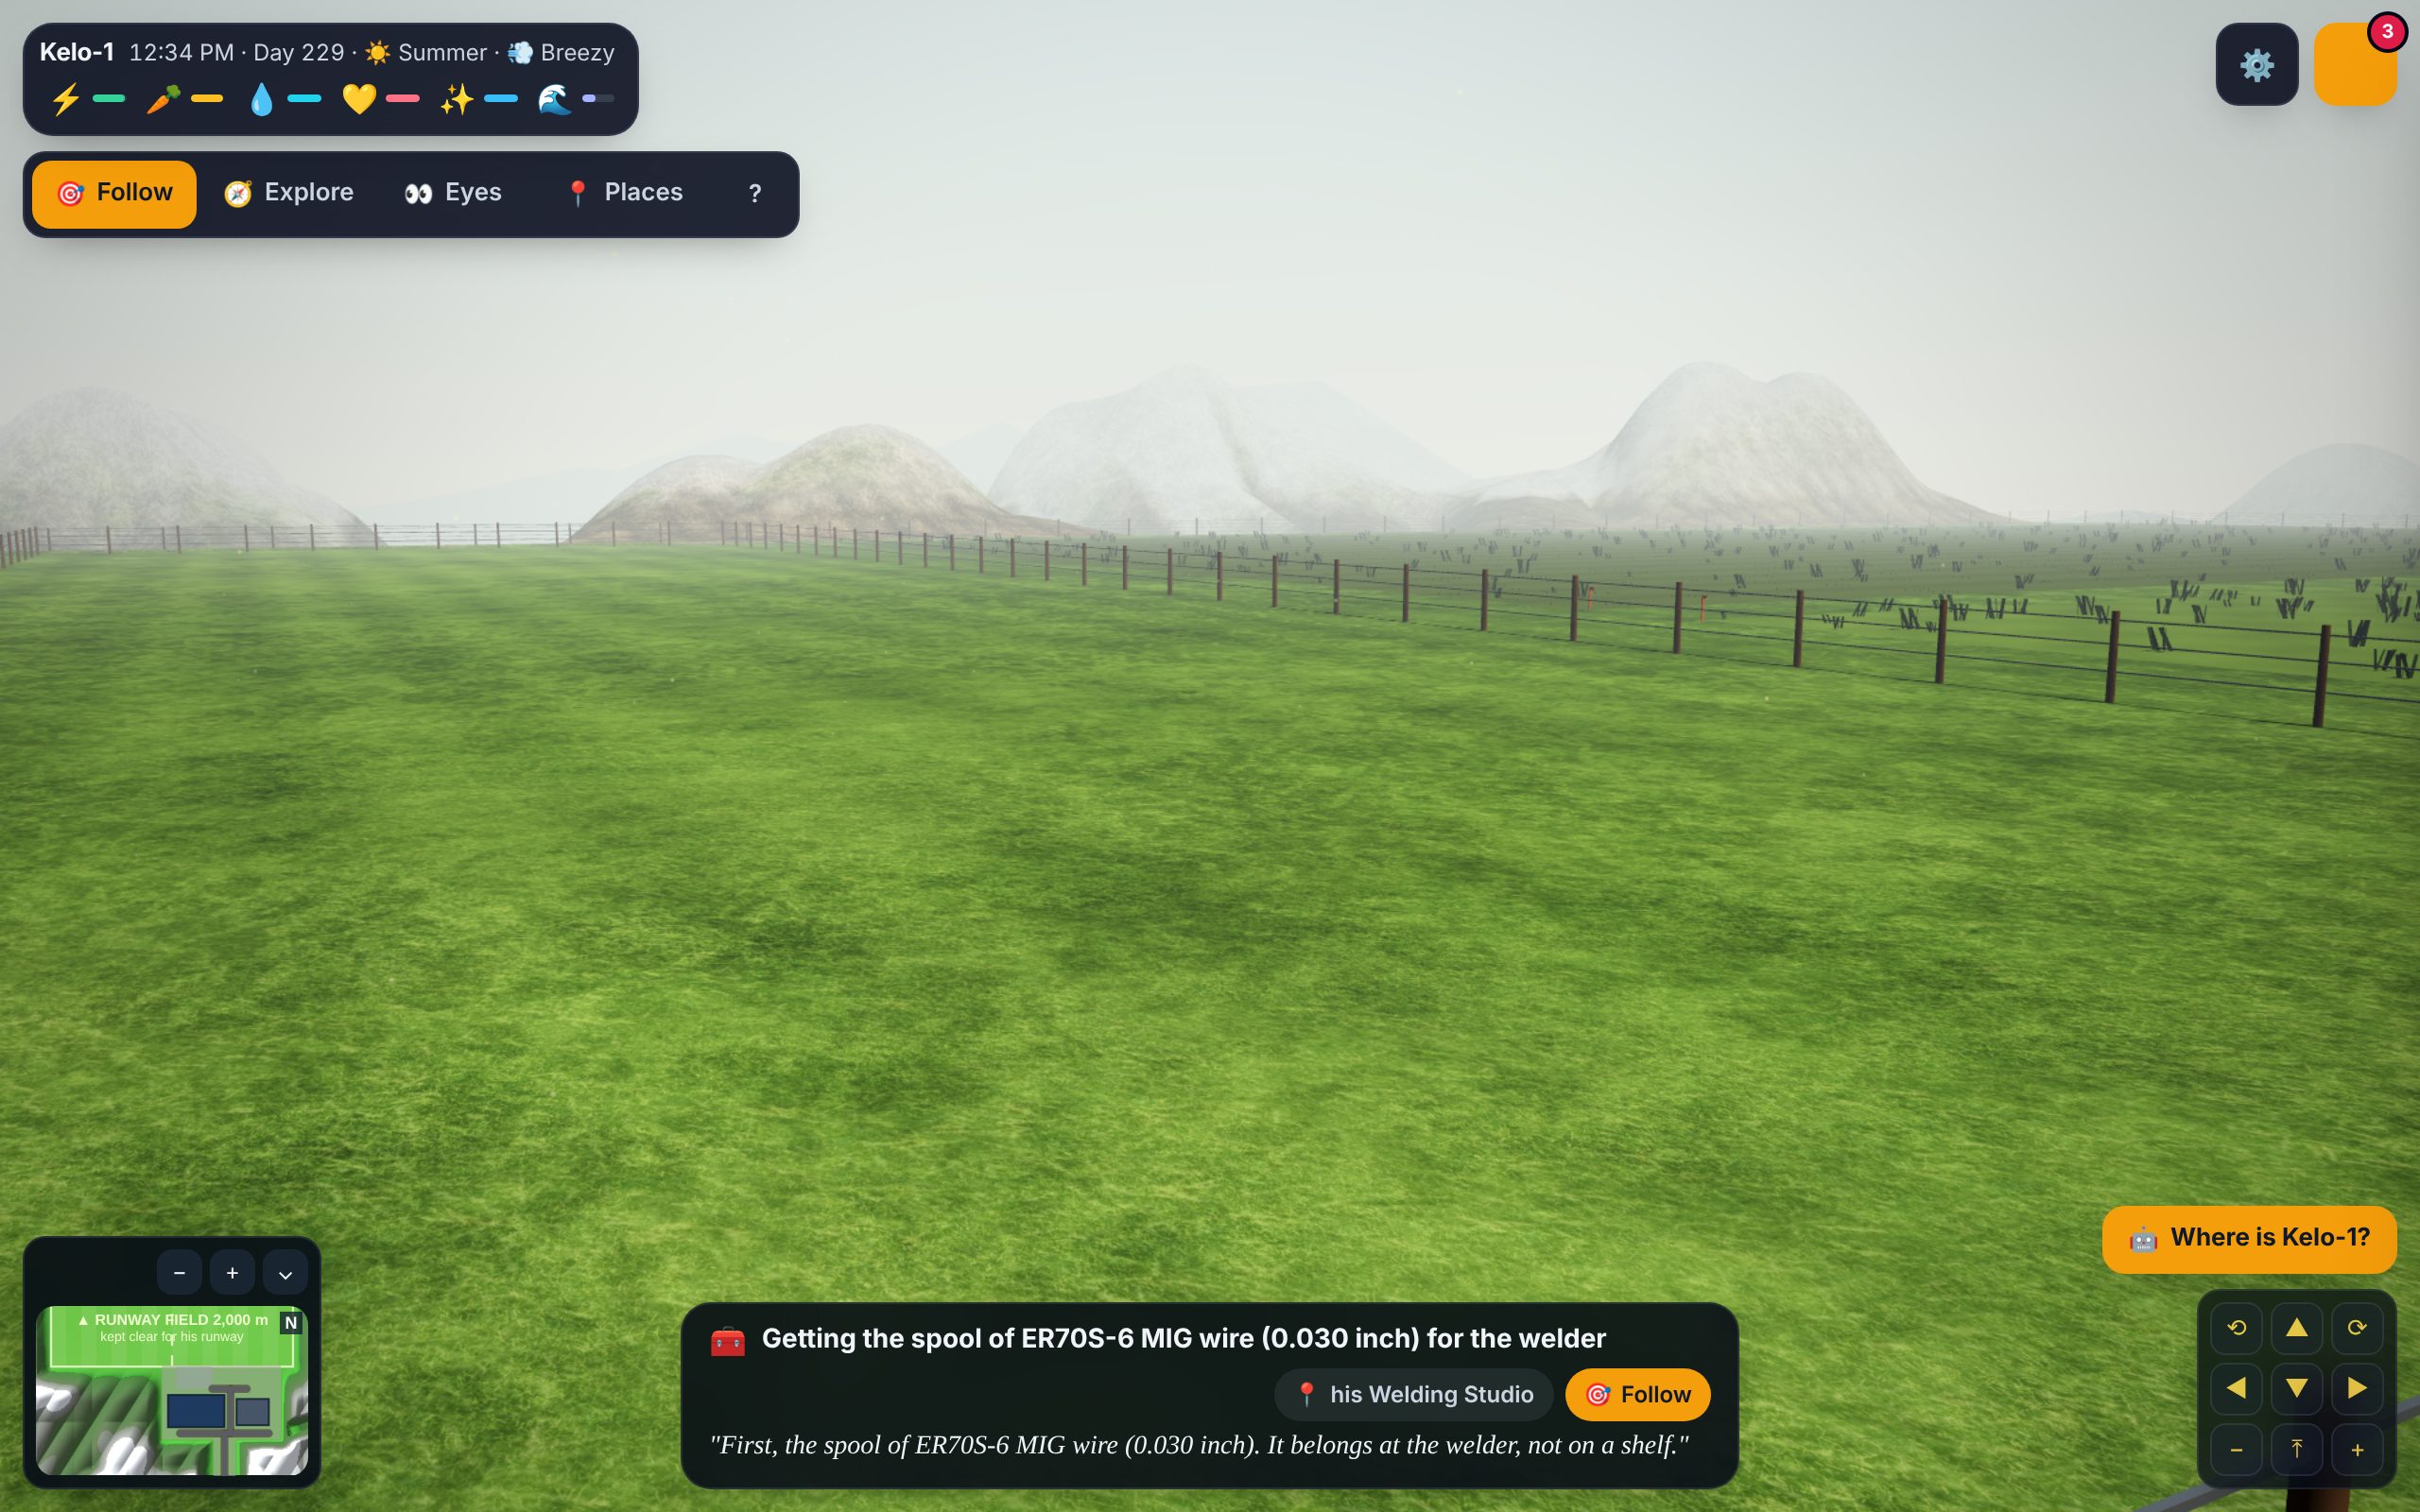 Kelo-1 12:34 PM · Day 229 · ☀️ Summer · 💨 Breezy
3
🎯 Follow 🧭 Explore 👀 Eyes 📍 Places ?
🤖 Where is Kelo-1?
− +
▲ RUNWAY FIELD 2,000 m N
kept clear for his runway
🧰 Getting the spool of ER70S-6 MIG wire (0.030 inch) for the welder
📍 his Welding Studio 🎯 Follow
"First, the spool of ER70S-6 MIG wire (0.030 inch). It belongs at the welder, not on a shelf."
⟲ ▲ ⟳
◀ ▼ ▶
− ⤒ +